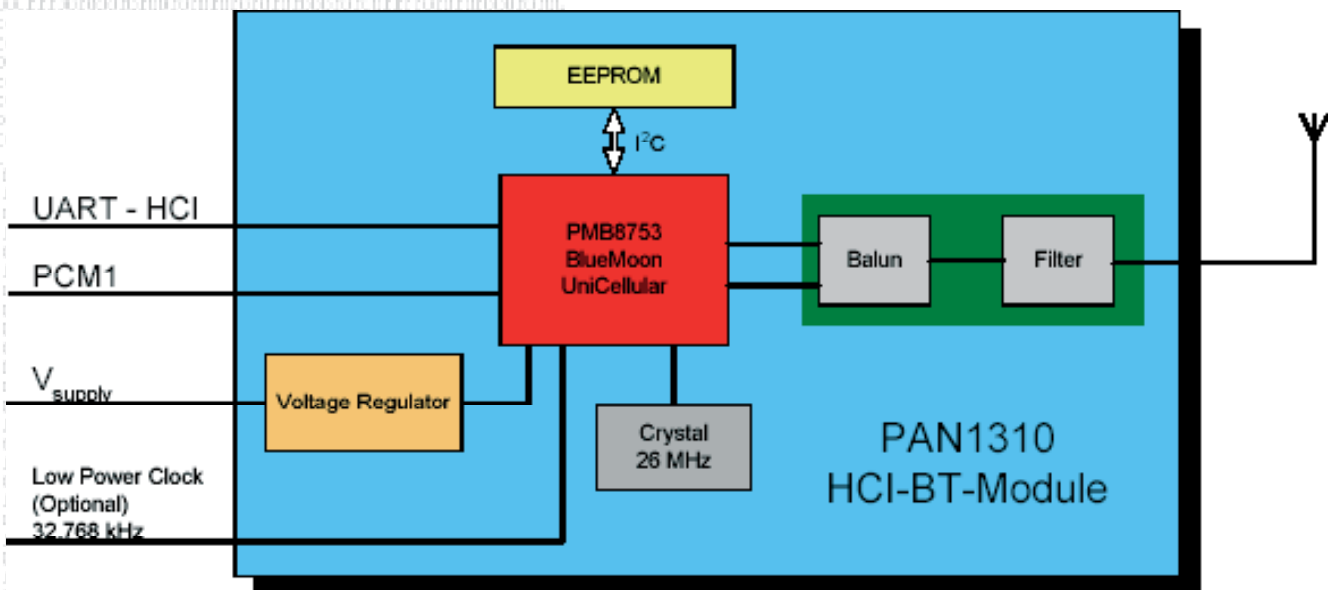 EEPROM
I²C
UART - HCI
PCM1
PMB8753
BlueMoon
UniCellular
Balun
Filter
V supply
Voltage Regulator
Crystal
26 MHz
Low Power Clock
(Optional)
32.768 kHz
PAN1310
HCI-BT-Module